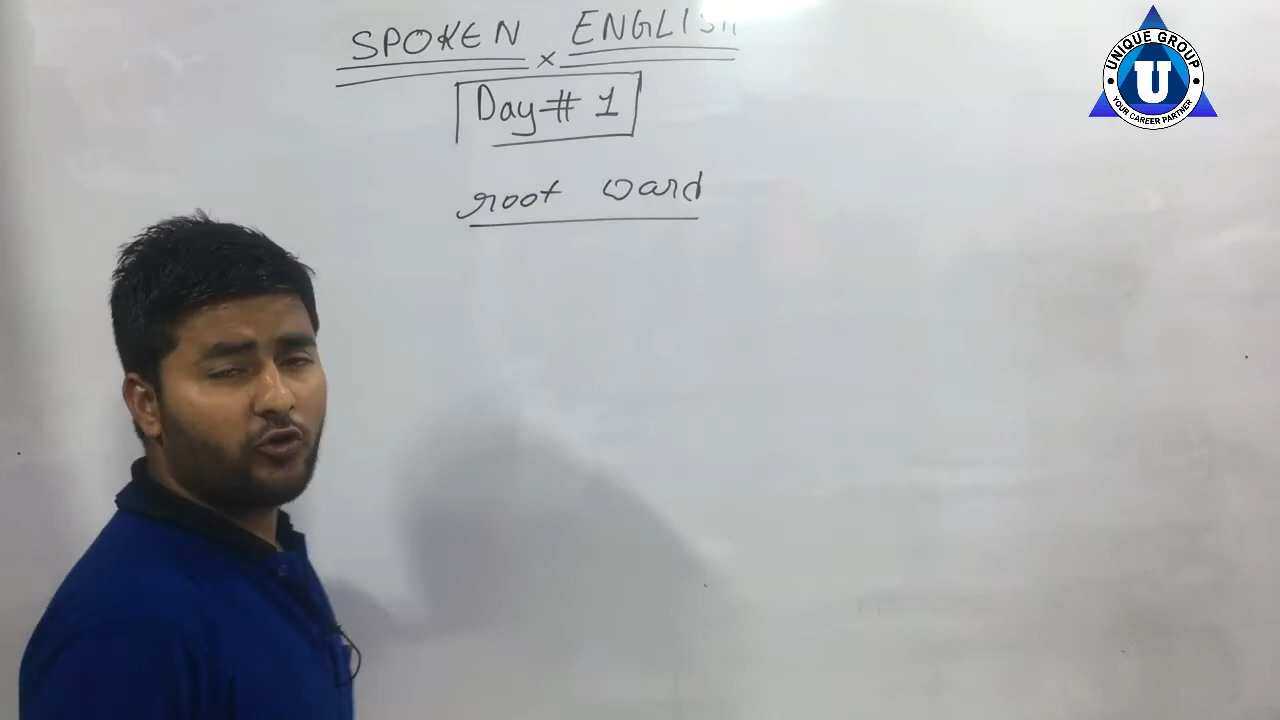 SPOKEN × ENGLISH
Day # 1
root word
UNIQUE GROUP
U
YOUR CAREER PARTNER